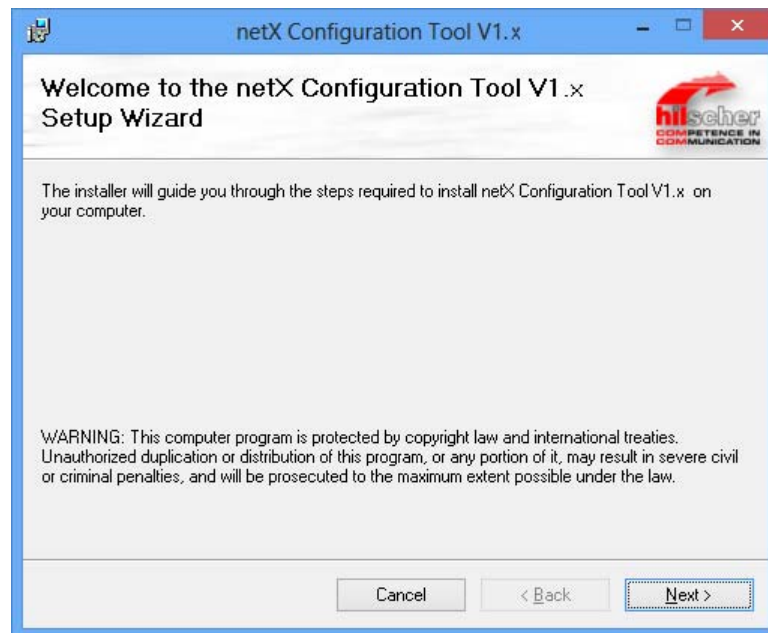 netX Configuration Tool V1.x
Welcome to the netX Configuration Tool V1.x
Setup Wizard
hilscher
COMPETENCE IN
COMMUNICATION
The installer will guide you through the steps required to install netX Configuration Tool V1.x on
your computer.
WARNING: This computer program is protected by copyright law and international treaties.
Unauthorized duplication or distribution of this program, or any portion of it, may result in severe civil
or criminal penalties, and will be prosecuted to the maximum extent possible under the law.
Cancel
< Back
Next >